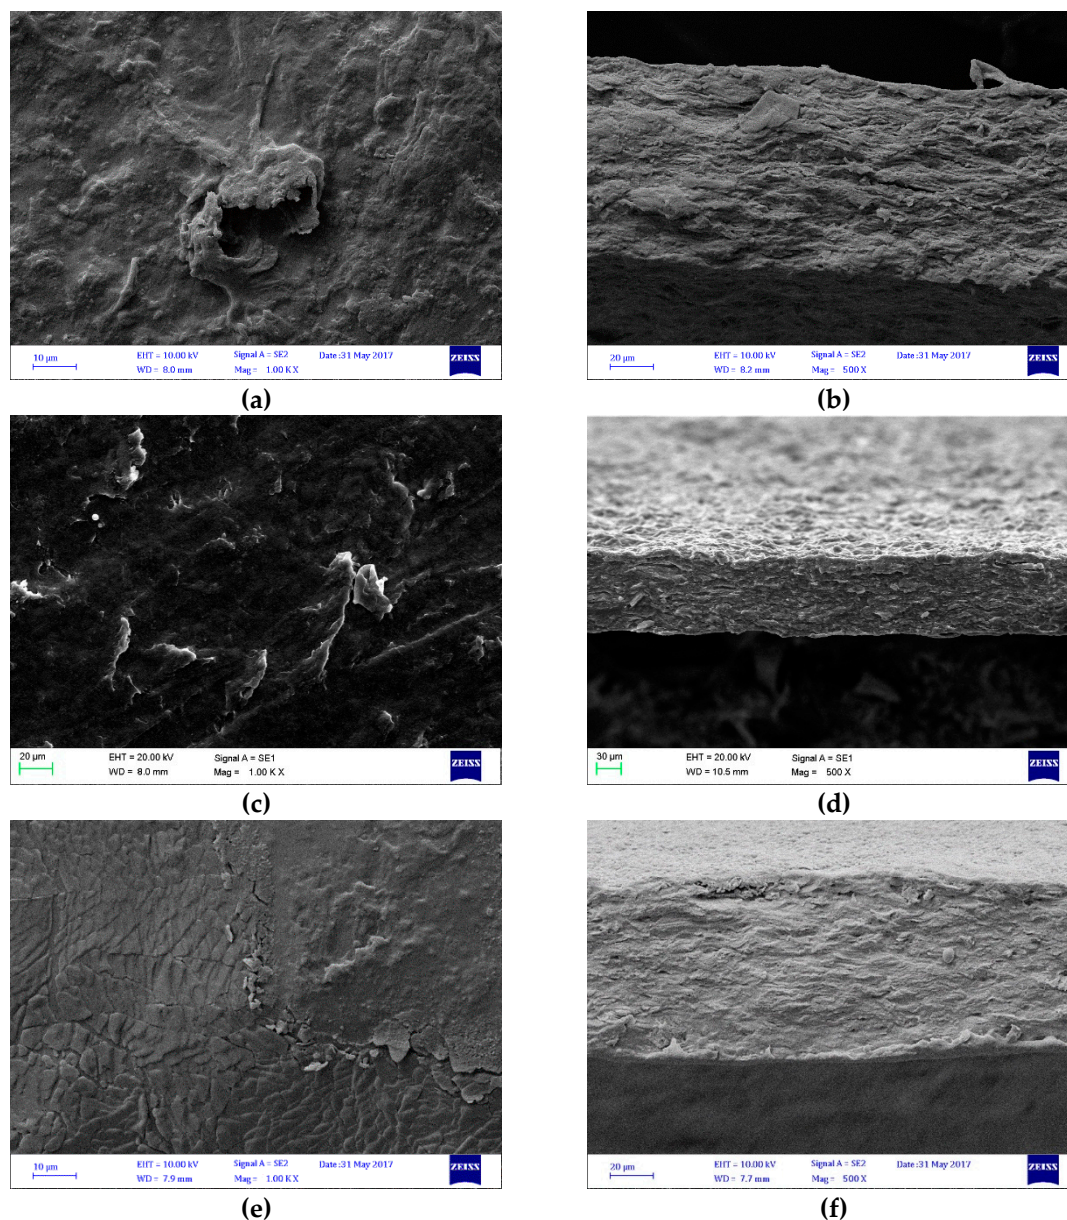 10 µm EHT = 10.00 kV Signal A = SE2 Date :31 May 2017 ZEISS
WD = 8.0 mm Mag = 1.00 K X
(a)
20 µm EHT = 10.00 kV Signal A = SE2 Date :31 May 2017 ZEISS
WD = 8.2 mm Mag = 500 X
(b)
20 µm EHT = 20.00 kV Signal A = SE1 ZEISS
WD = 8.0 mm Mag = 1.00 K X
(c)
30 µm EHT = 20.00 kV Signal A = SE1 ZEISS
WD = 10.5 mm Mag = 500 X
(d)
10 µm EHT = 10.00 kV Signal A = SE2 Date :31 May 2017 ZEISS
WD = 7.9 mm Mag = 1.00 K X
(e)
20 µm EHT = 10.00 kV Signal A = SE2 Date :31 May 2017 ZEISS
WD = 7.7 mm Mag = 500 X
(f)